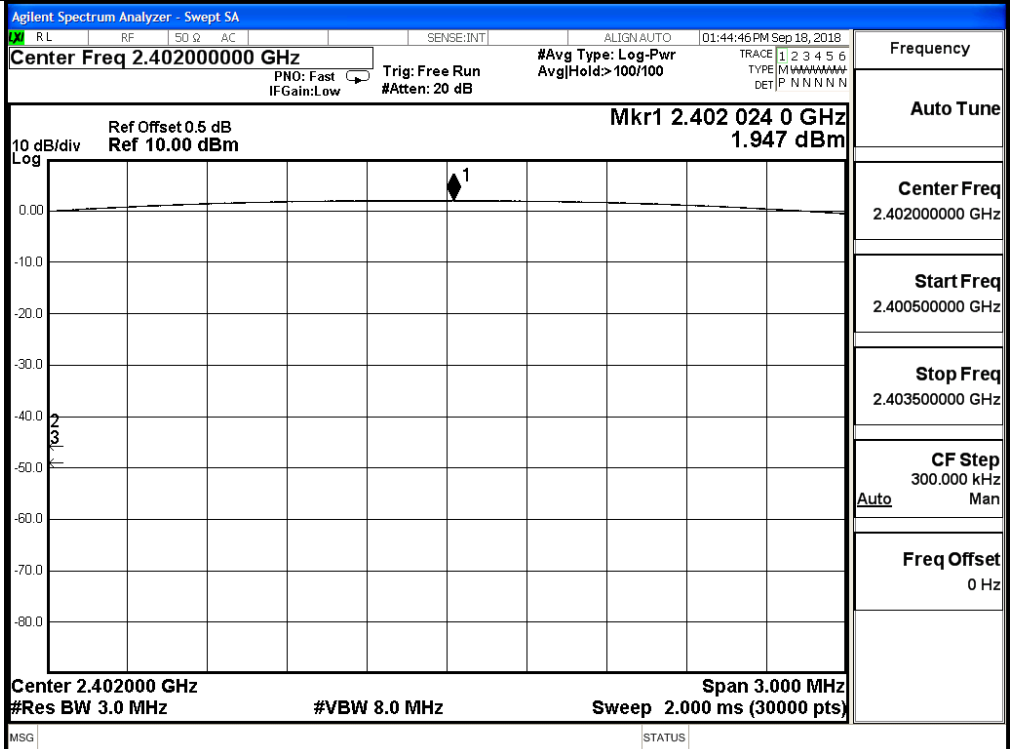 Agilent Spectrum Analyzer - Swept SA
LXI RL RF 50 Ω AC SENSE:INT ALIGN AUTO 01:44:46 PM Sep 18, 2018
Center Freq 2.402000000 GHz
PNO: Fast
IFGain:Low
Trig: Free Run
#Atten: 20 dB
#Avg Type: Log-Pwr
Avg|Hold:> 100/100
TRACE 1 2 3 4 5 6
TYPE M
DET P N N N N N
Mkr1 2.402 024 0 GHz
1.947 dBm
Ref Offset 0.5 dB
10 dB/div Ref 10.00 dBm
Log
1
0.00
-10.0
-20.0
-30.0
-40.0
2
3
-50.0
-60.0
-70.0
-80.0
Center 2.402000 GHz Span 3.000 MHz
#Res BW 3.0 MHz #VBW 8.0 MHz Sweep 2.000 ms (30000 pts)
MSG STATUS
Frequency
Auto Tune
Center Freq
2.402000000 GHz
Start Freq
2.400500000 GHz
Stop Freq
2.403500000 GHz
CF Step
300.000 kHz
Auto Man
Freq Offset
0 Hz